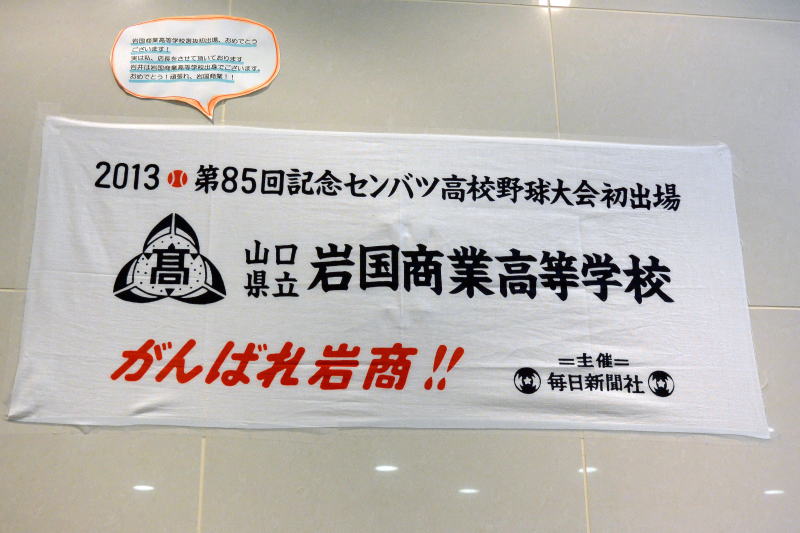 岩国商業高等学校選抜初出場、おめでとう
ございます！
実は私、店長をさせて頂いております
岩井は岩国商業高等学校出身でございます。
おめでとう！頑張れ、岩国商業！！
2013 第85回記念センバツ高校野球大会初出場
高
山口県立 岩国商業高等学校
がんばれ岩商!!
=主催=
毎日新聞社